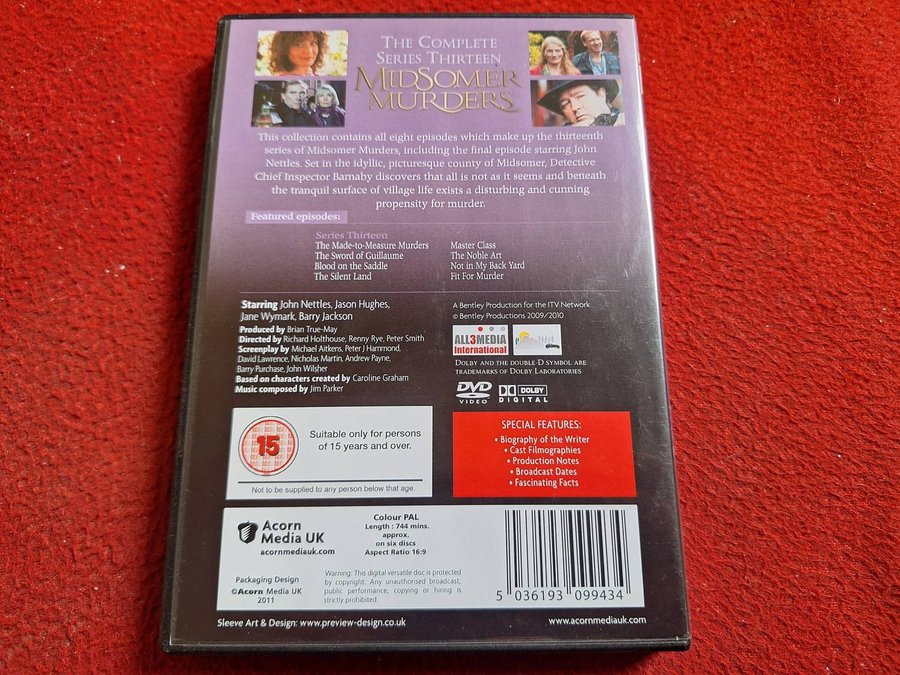 THE COMPLETE
SERIES THIRTEEN
MIDSOMER
MURDERS
This collection contains all eight episodes which make up the thirteenth
series of Midsomer Murders, including the final episode starring John
Nettles. Set in the idyllic, picturesque county of Midsomer, Detective
Chief Inspector Barnaby discovers that all is not as it seems and beneath
the tranquil surface of village life exists a disturbing and cunning
propensity for murder.
Featured episodes:
Series Thirteen
The Made-to-Measure Murders
The Sword of Guillaume
Blood on the Saddle
The Silent Land
Master Class
The Noble Art
Not in My Back Yard
Fit For Murder
Starring John Nettles, Jason Hughes,
Jane Wymark, Barry Jackson
Produced by Brian True-May
Directed by Richard Holthouse, Renny Rye, Peter Smith
Screenplay by Michael Aitkens, Peter J Hammond,
David Lawrence, Nicholas Martin, Andrew Payne,
Barry Purchase, John Wilsher
Based on characters created by Caroline Graham
Music composed by Jim Parker
A Bentley Production for the ITV Network
© Bentley Productions 2009/2010
ALL3MEDIA
International
DOLBY AND THE DOUBLE-D SYMBOL ARE
TRADEMARKS OF DOLBY LABORATORIES
DVD
VIDEO
DOLBY
DIGITAL
15
Suitable only for persons
of 15 years and over.
Not to be supplied to any person below that age.
SPECIAL FEATURES:
• Biography of the Writer
• Cast Filmographies
• Production Notes
• Broadcast Dates
• Fascinating Facts
Acorn
Media UK
acornmediauk.com
Packaging Design
©Acorn Media UK
2011
Colour PAL
Length : 744 mins.
approx.
on six discs
Aspect Ratio 16:9
Warning: This digital versatile disc is protected
by copyright. Any unauthorised broadcast,
public performance, copying or hiring is
strictly prohibited.
5 036193 099434
Sleeve Art & Design: www.preview-design.co.uk
www.acornmediauk.com